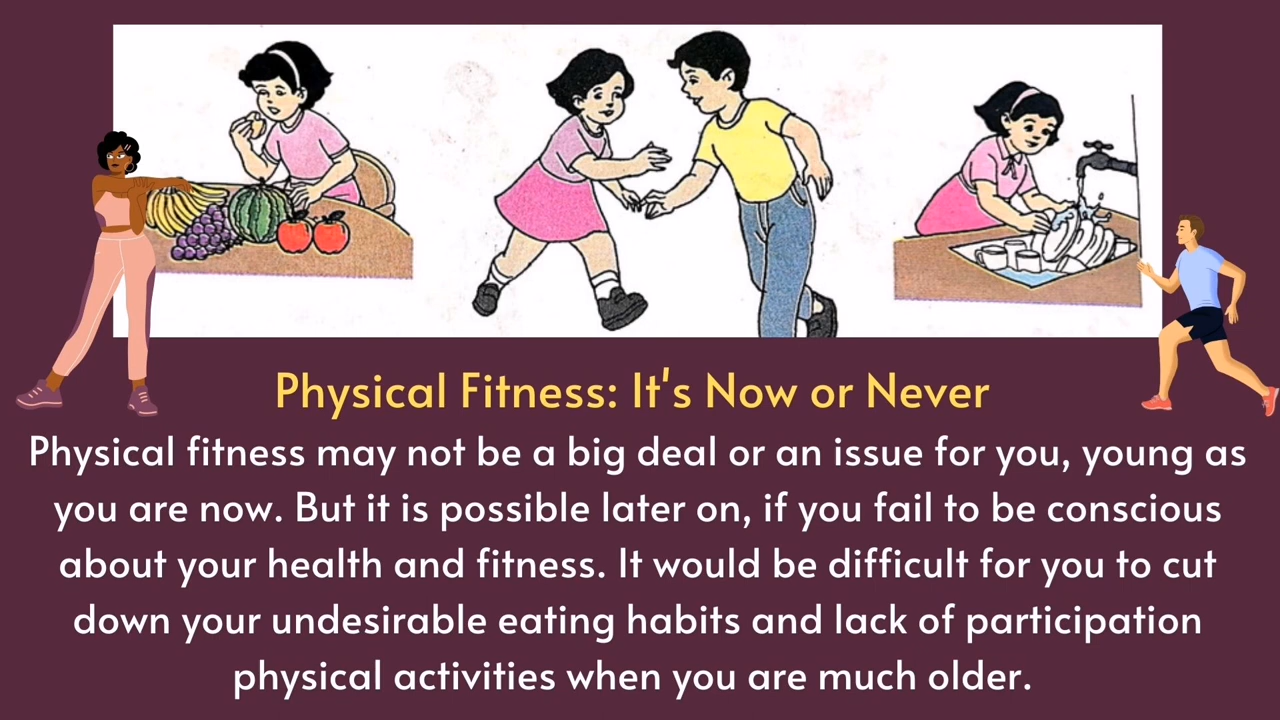 Physical Fitness: It's Now or Never
Physical fitness may not be a big deal or an issue for you, young as
you are now. But it is possible later on, if you fail to be conscious
about your health and fitness. It would be difficult for you to cut
down your undesirable eating habits and lack of participation
physical activities when you are much older.